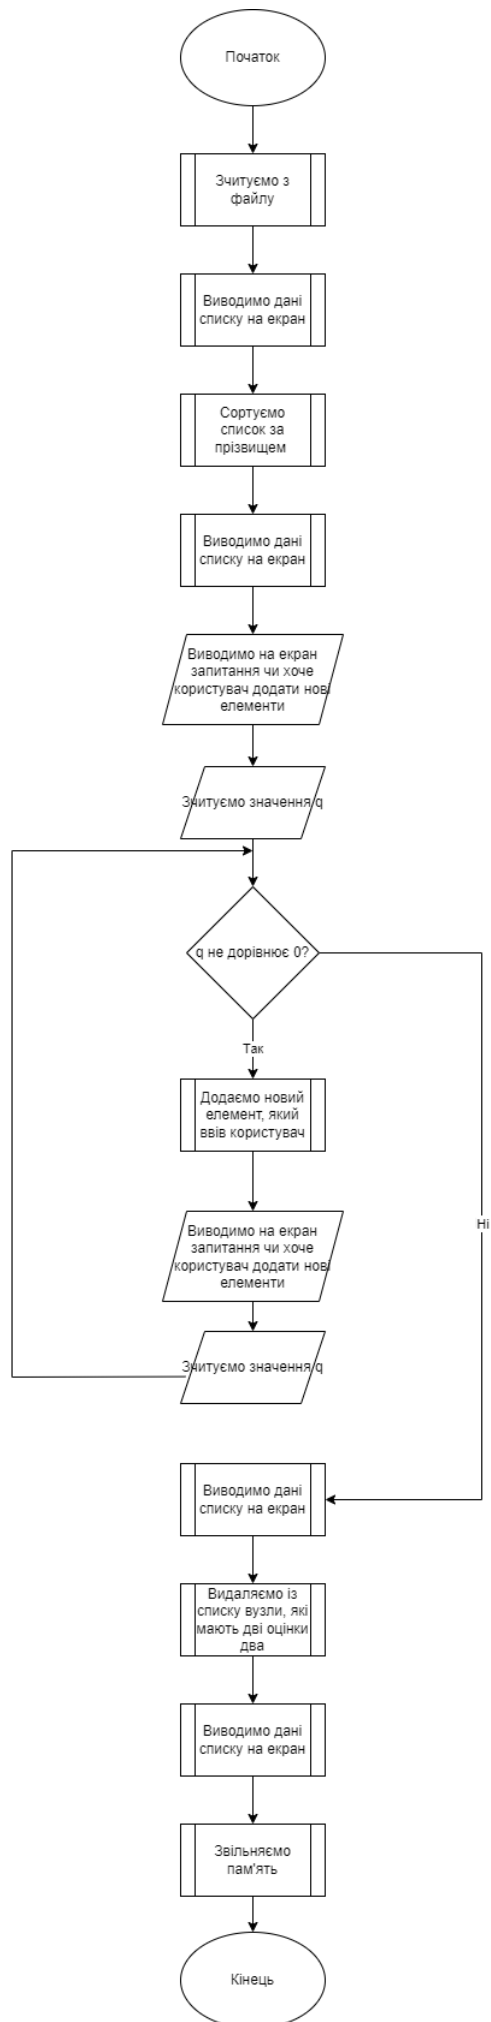 Початок
Зчитуємо з
файлу
Виводимо дані
списку на екран
Сортуємо
список за
прізвищем
Виводимо дані
списку на екран
Виводимо на екран
запитання чи хоче
користувач додати нові
елементи
Зчитуємо значення q
q не дорівнює 0?
Так
Додаємо новий
елемент, який
ввів користувач
Ні
Виводимо на екран
запитання чи хоче
користувач додати нові
елементи
Зчитуємо значення q
Виводимо дані
списку на екран
Видаляємо із
списку вузли, які
мають дві оцінки
два
Виводимо дані
списку на екран
Звільняємо
пам'ять
Кінець